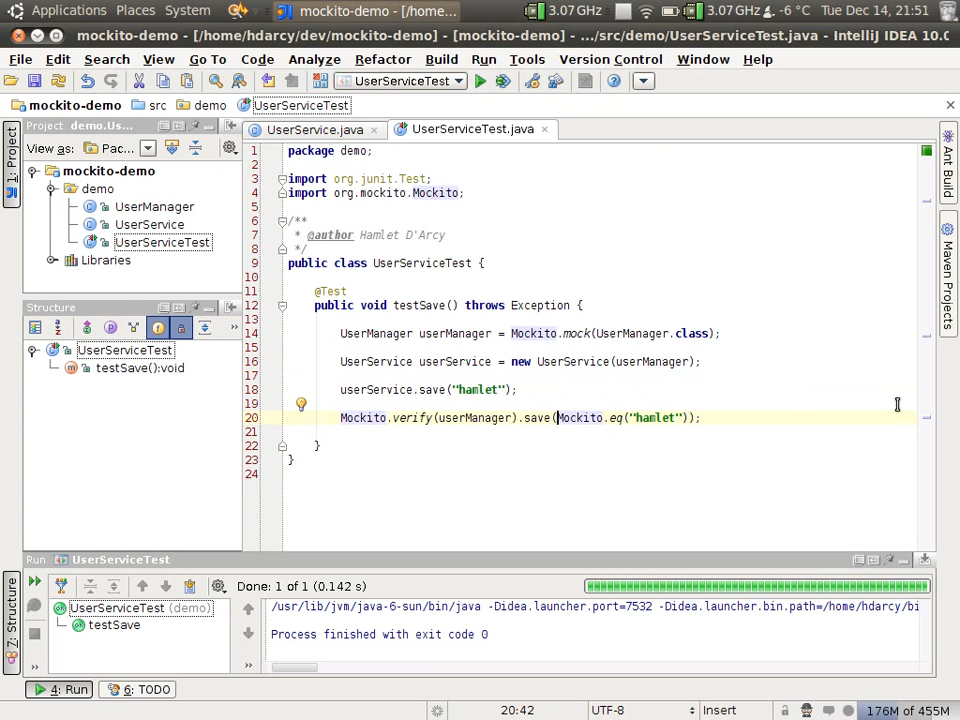 Applications Places System mockito-demo - [/home... 3.07GHz 3.07GHz -6 °C Tue Dec 14, 21:51
mockito-demo - [/home/hdarcy/dev/mockito-demo] - [mockito-demo] - .../src/demo/UserServiceTest.java - IntelliJ IDEA 10.0
File Edit Search View Go To Code Analyze Refactor Build Run Tools Version Control Window Help
UserServiceTest
mockito-demo src demo UserServiceTest
Project demo.Us...
UserService.java UserServiceTest.java
View as: Pac...
mockito-demo
demo
UserManager
UserService
UserServiceTest
Libraries
Structure
UserServiceTest
testSave():void
1: Project
7: Structure
Ant Build
Maven Projects
1 package demo;
2
3 import org.junit.Test;
4 import org.mockito.Mockito;
5
6 /**
7 * @author Hamlet D'Arcy
8 */
9 public class UserServiceTest {
10
11 @Test
12 public void testSave() throws Exception {
13
14 UserManager userManager = Mockito.mock(UserManager.class);
15
16 UserService userService = new UserService(userManager);
17
18 userService.save("hamlet");
19
20 Mockito.verify(userManager).save(Mockito.eq("hamlet"));
21
22 }
23 }
24
Run UserServiceTest
Done: 1 of 1 (0.142 s)
UserServiceTest (demo)
testSave
/usr/lib/jvm/java-6-sun/bin/java -Didea.launcher.port=7532 -Didea.launcher.bin.path=/home/hdarcy/bi
Process finished with exit code 0
4: Run 6: TODO
20:42 UTF-8 Insert 176M of 455M